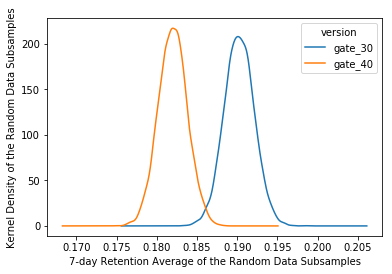 version
gate_30
gate_40
Kernel Density of the Random Data Subsamples
200
150
100
50
0
0.170 0.175 0.180 0.185 0.190 0.195 0.200 0.205
7-day Retention Average of the Random Data Subsamples